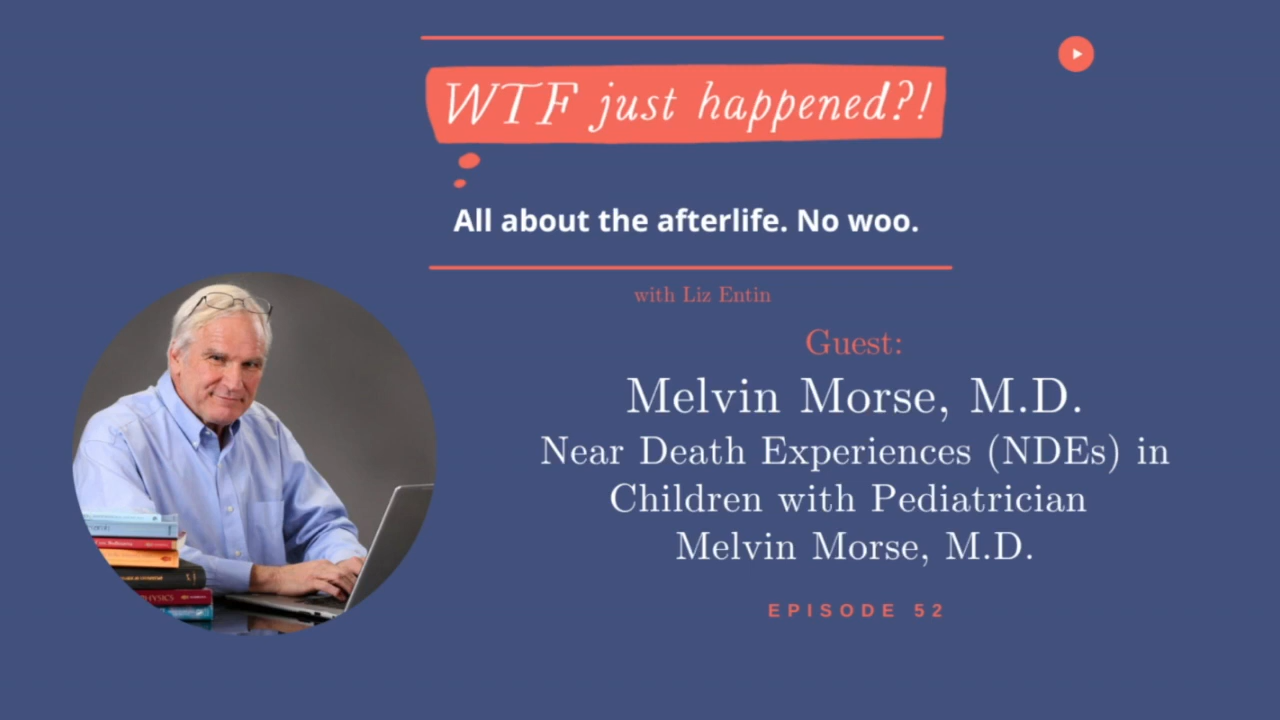 WTF just happened?!
All about the afterlife. No woo.
with Liz Entin
Guest:
Melvin Morse, M.D.
Near Death Experiences (NDEs) in
Children with Pediatrician
Melvin Morse, M.D.
EPISODE 52